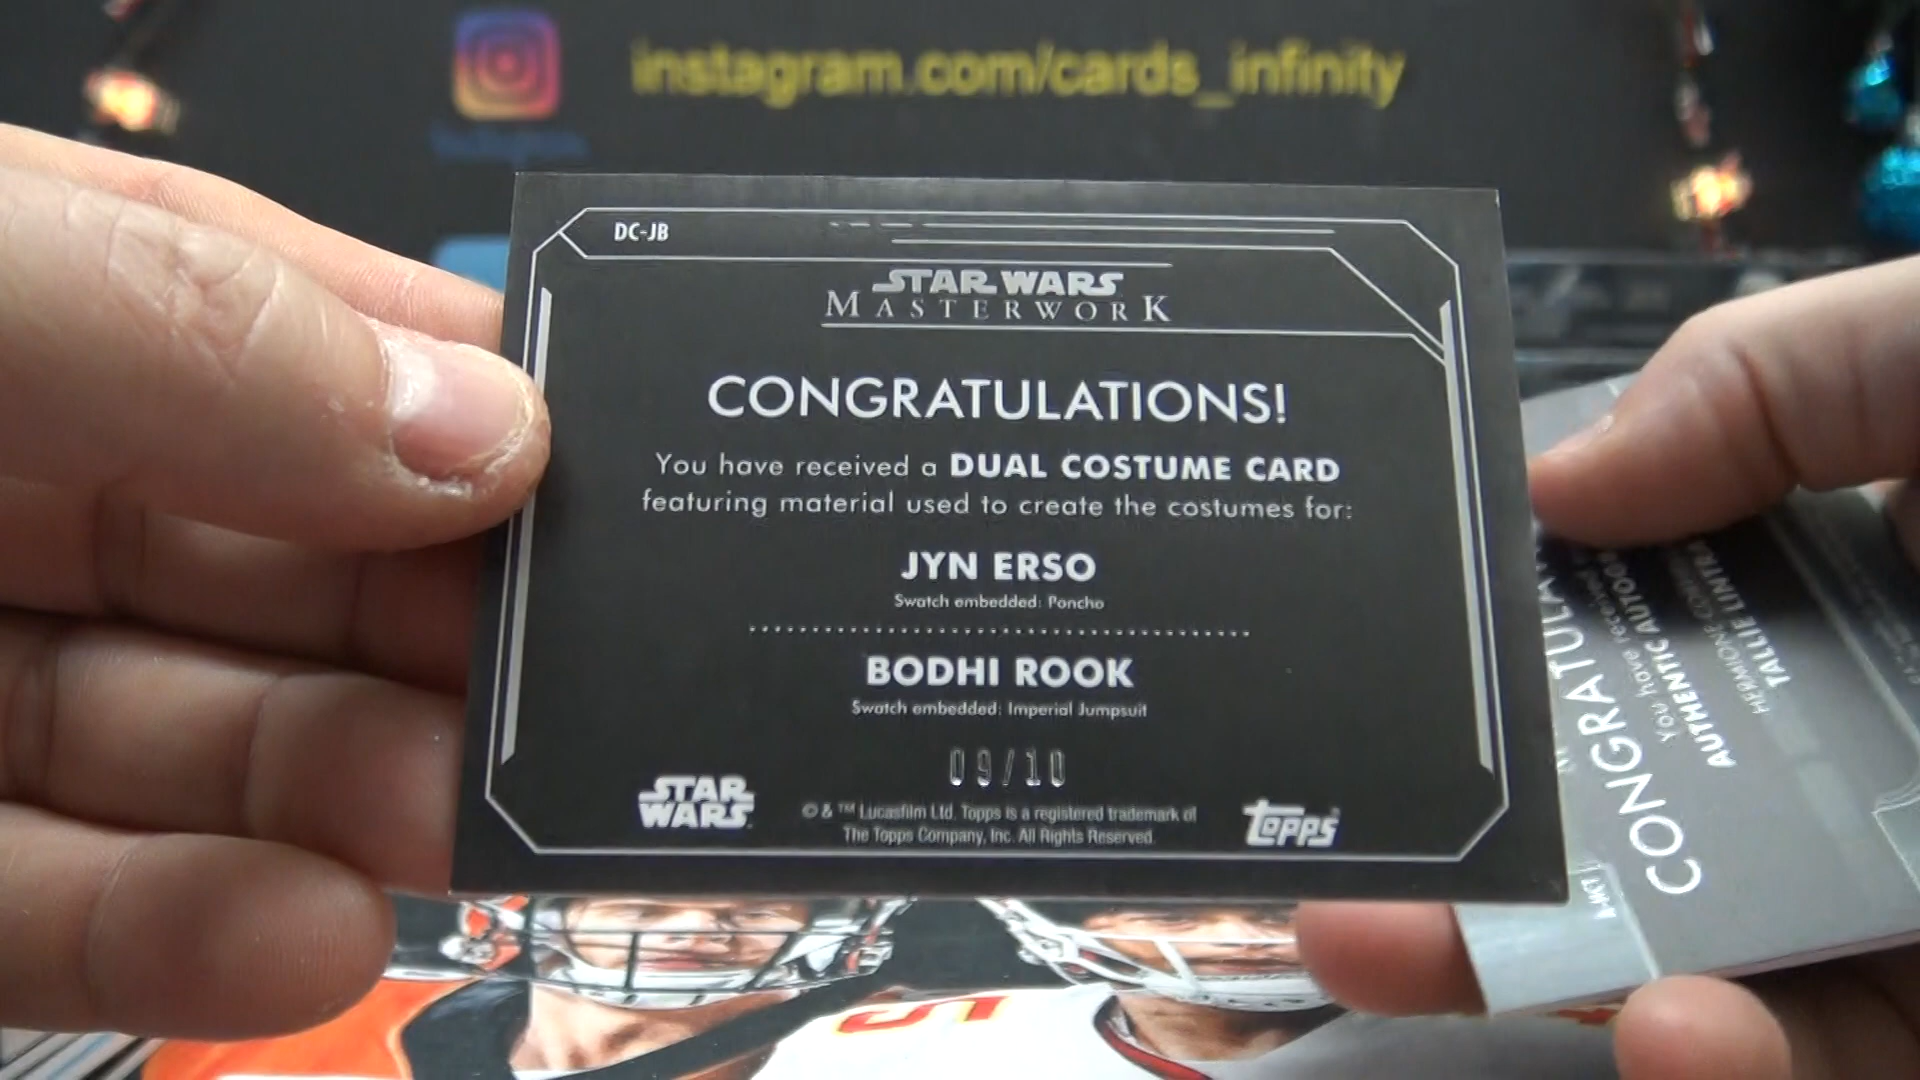 instagram.com/cards_infinity
DC-JB
STAR WARS
MASTERWORK
CONGRATULATIONS!
You have received a DUAL COSTUME CARD
featuring material used to create the costumes for:
JYN ERSO
Swatch embedded: Poncho
BODHI ROOK
Swatch embedded: Imperial Jumpsuit
09/10
STAR
WARS
© & ™ Lucasfilm Ltd. Topps is a registered trademark of
The Topps Company, Inc. All Rights Reserved.
topps
CONGRATULA
You have received
AUTHENTIC AUTOG
TALLIE LINTRA